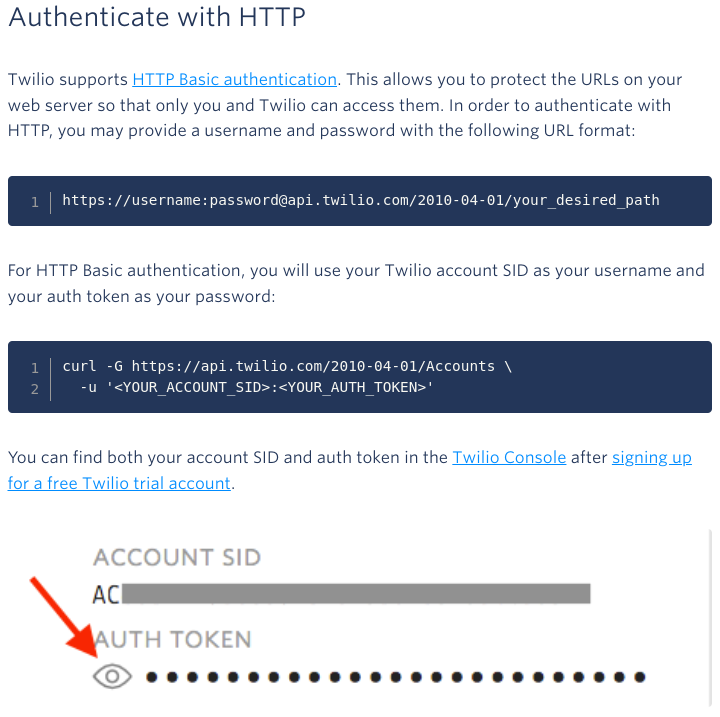 Authenticate with HTTP
Twilio supports HTTP Basic authentication. This allows you to protect the URLs on your
web server so that only you and Twilio can access them. In order to authenticate with
HTTP, you may provide a username and password with the following URL format:
1 https://username:password@api.twilio.com/2010-04-01/your_desired_path
For HTTP Basic authentication, you will use your Twilio account SID as your username and
your auth token as your password:
1 curl -G https://api.twilio.com/2010-04-01/Accounts \
2 -u '<YOUR_ACCOUNT_SID>:<YOUR_AUTH_TOKEN>'
You can find both your account SID and auth token in the Twilio Console after signing up
for a free Twilio trial account.
ACCOUNT SID
AC
AUTH TOKEN